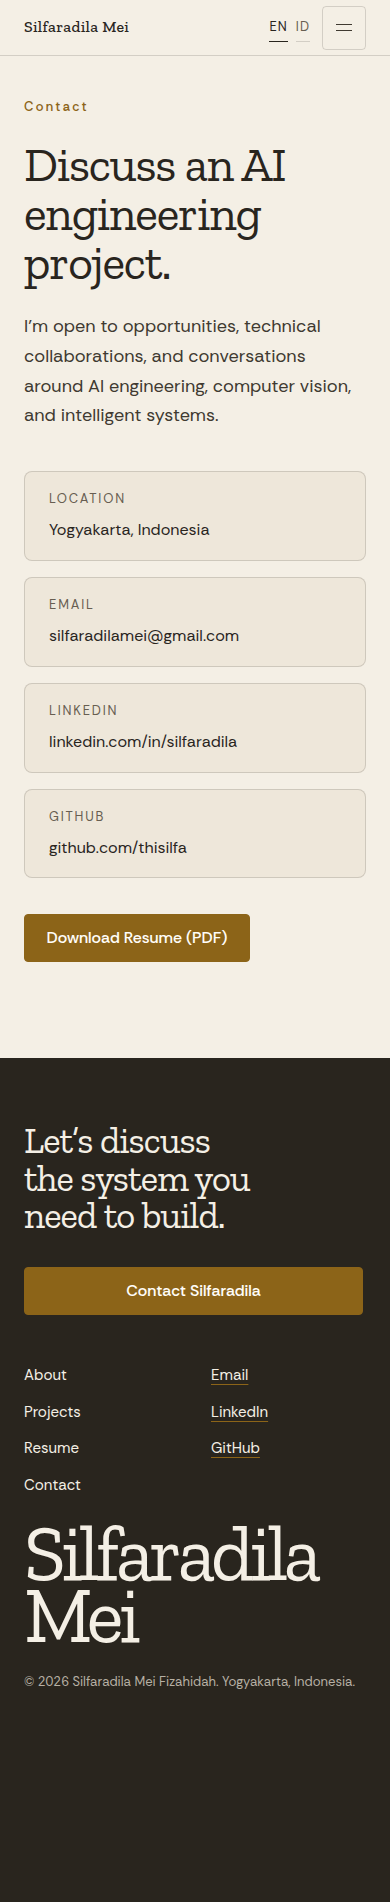 Silfaradila Mei
EN ID
Contact
Discuss an AI
engineering
project.
I'm open to opportunities, technical
collaborations, and conversations
around AI engineering, computer vision,
and intelligent systems.
LOCATION
Yogyakarta, Indonesia
EMAIL
silfaradilamei@gmail.com
LINKEDIN
linkedin.com/in/silfaradila
GITHUB
github.com/thisilfa
Download Resume (PDF)
Let's discuss
the system you
need to build.
Contact Silfaradila
About
Projects
Resume
Contact
Email
LinkedIn
GitHub
Silfaradila
Mei
© 2026 Silfaradila Mei Fizahidah. Yogyakarta, Indonesia.